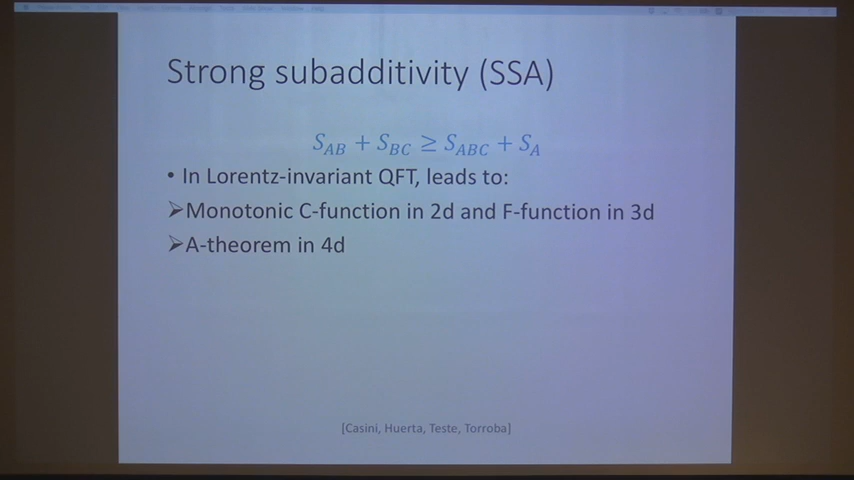 Strong subadditivity (SSA)
S_AB + S_BC ≥ S_ABC + S_A
• In Lorentz-invariant QFT, leads to:
➢Monotonic C-function in 2d and F-function in 3d
➢A-theorem in 4d
[Casini, Huerta, Teste, Torroba]